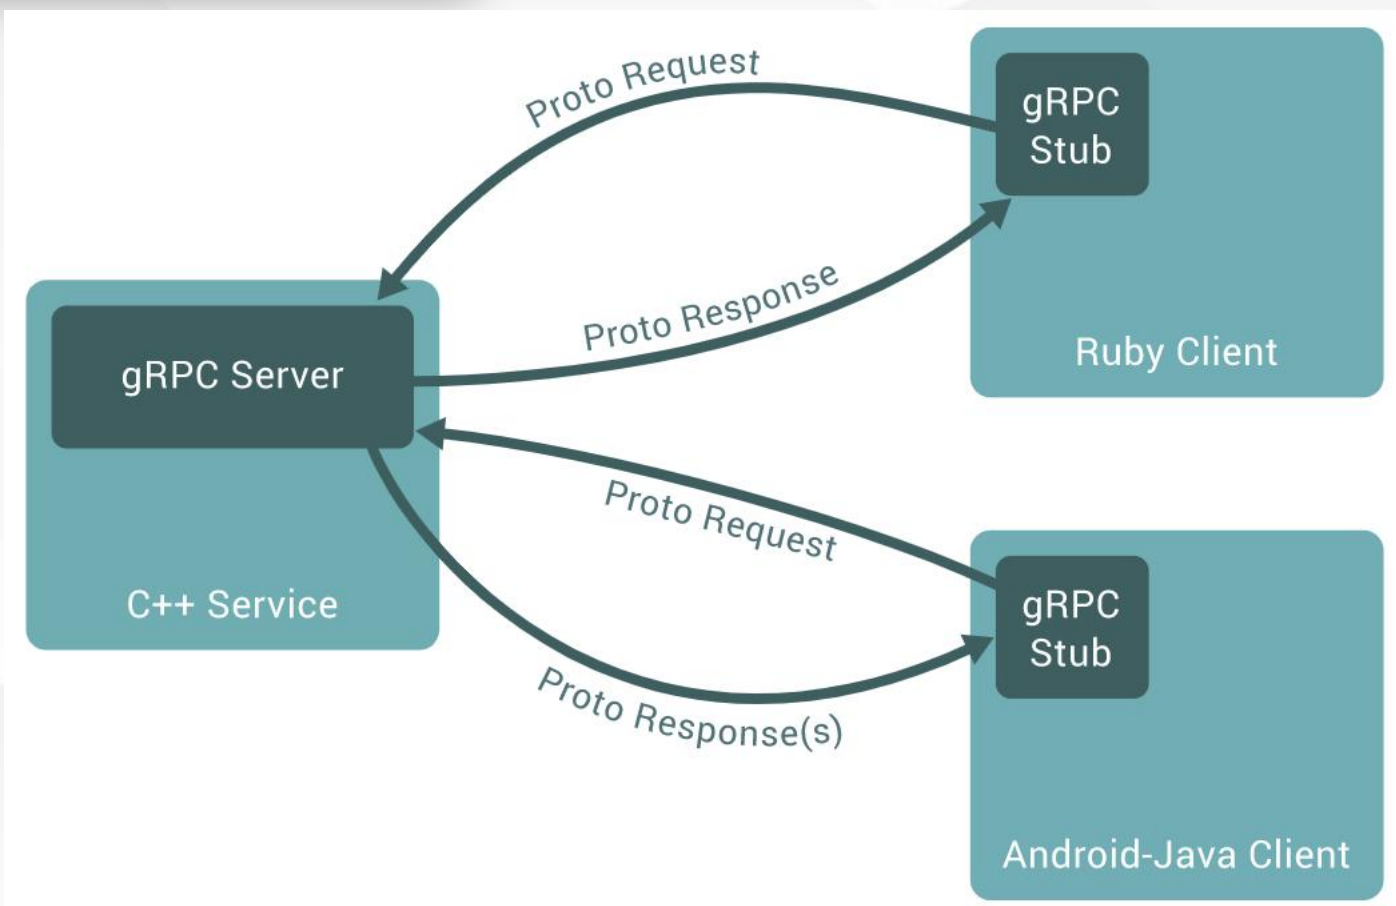 Proto Request
gRPC
Stub
Proto Response
Ruby Client
gRPC Server
C++ Service
Proto Request
gRPC
Stub
Proto Response(s)
Android-Java Client